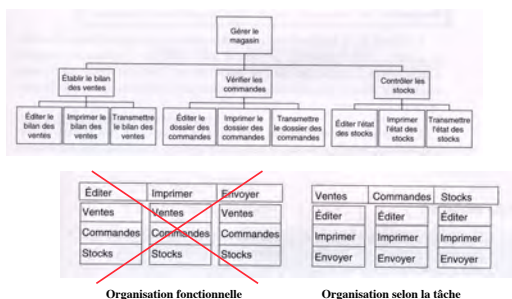 Gérer le
magasin
Établir le bilan
des ventes
Vérifier les
commandes
Contrôler les
stocks
Éditer le
bilan des
ventes
Imprimer le
bilan des
ventes
Transmettre
le bilan des
ventes
Éditer le
dossier des
commandes
Imprimer le
dossier des
commandes
Transmettre
le dossier des
commandes
Éditer l'état
des stocks
Imprimer
l'état des
stocks
Transmettre
l'état des
stocks
Éditer Imprimer Envoyer
Ventes Ventes Ventes
Commandes Commandes Commandes
Stocks Stocks Stocks
Ventes Commandes Stocks
Éditer Éditer Éditer
Imprimer Imprimer Imprimer
Envoyer Envoyer Envoyer
Organisation fonctionnelle
Organisation selon la tâche